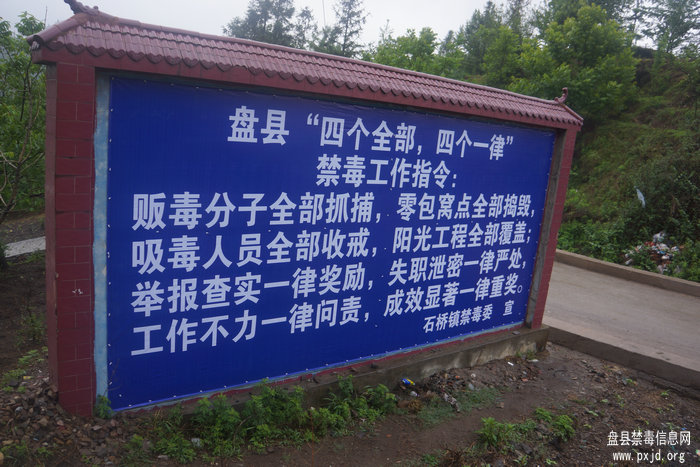 盘县“四个全部，四个一律”
禁毒工作指令：
贩毒分子全部抓捕，零包窝点全部捣毁，
吸毒人员全部收戒，阳光工程全部覆盖；
举报查实一律奖励，失职泄密一律严处，
工作不力一律问责，成效显著一律重奖。
石桥镇禁毒委 宣
盘县禁毒信息网
www.pxjd.org